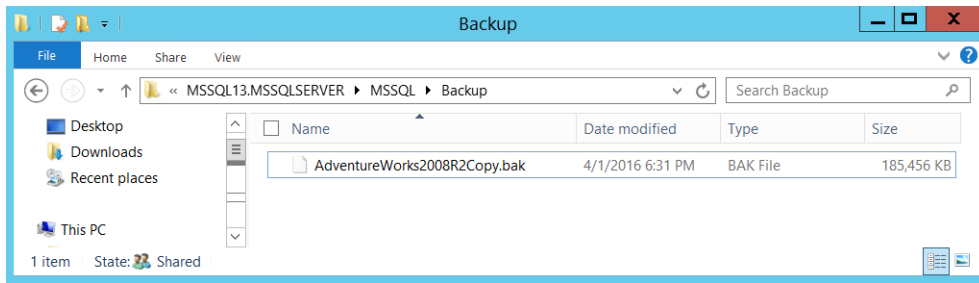 Backup
File Home Share View
« MSSQL13.MSSQLSERVER MSSQL Backup Search Backup
Desktop
Downloads
Recent places
This PC
Name Date modified Type Size
AdventureWorks2008R2Copy.bak 4/1/2016 6:31 PM BAK File 185,456 KB
1 item State: Shared